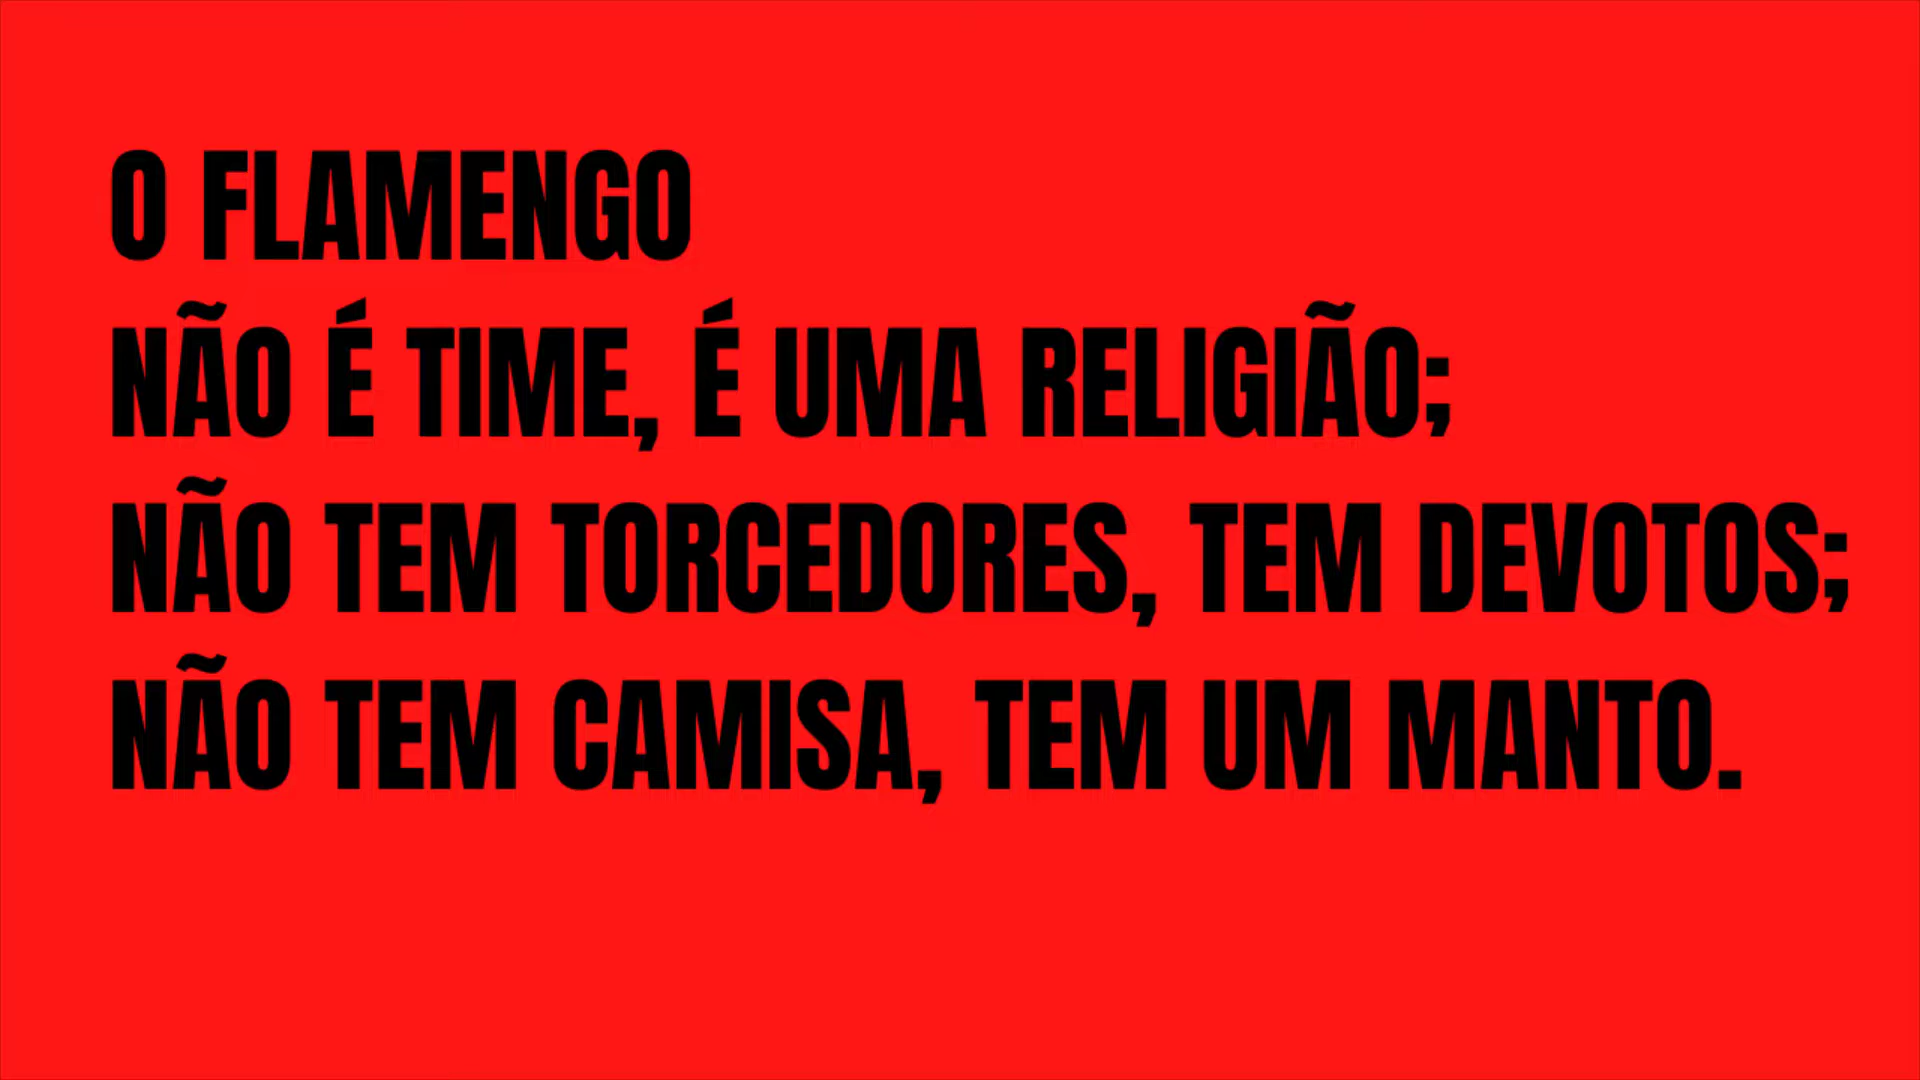 O FLAMENGO
NÃO É TIME, É UMA RELIGIÃO;
NÃO TEM TORCEDORES, TEM DEVOTOS;
NÃO TEM CAMISA, TEM UM MANTO.